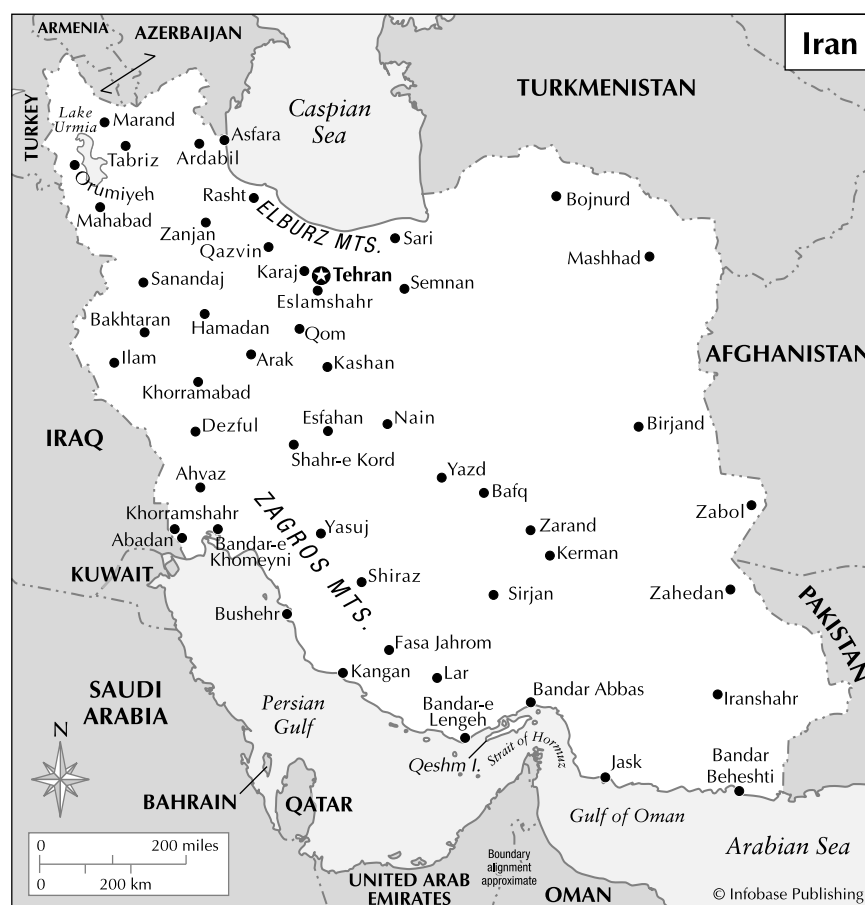 Iran
ARMENIA
AZERBAIJAN
TURKMENISTAN
Caspian
Sea
TURKEY
Lake
Urmia
Marand
Asfara
Tabriz
Ardabil
Orumiyeh
Rasht
Bojnurd
Mahabad
ELBURZ MTS.
Zanjan
Sari
Qazvin
Mashhad
Karaj
Tehran
Sanandaj
Semnan
Eslamshahr
Bakhtaran
Hamadan
Qom
AFGHANISTAN
Ilam
Arak
Kashan
Khorramabad
IRAQ
Dezful
Esfahan
Nain
Birjand
Shahr-e Kord
Ahvaz
Yazd
Bafq
Zabol
Khorramshahr
ZAGROS MTS.
Yasuj
Zarand
Abadan
Bandar-e
Khomeyni
Kerman
KUWAIT
Shiraz
Sirjan
Zahedan
PAKISTAN
Bushehr
Fasa Jahrom
Kangan
Lar
SAUDI
ARABIA
Persian
Gulf
Bandar-e
Lengeh
Bandar Abbas
Iranshahr
N
Qeshm I.
Strait of Hormuz
Jask
Bandar
Beheshti
BAHRAIN
QATAR
Gulf of Oman
Arabian Sea
0 200 miles
0 200 km
Boundary
alignment
approximate
UNITED ARAB
EMIRATES
OMAN
© Infobase Publishing